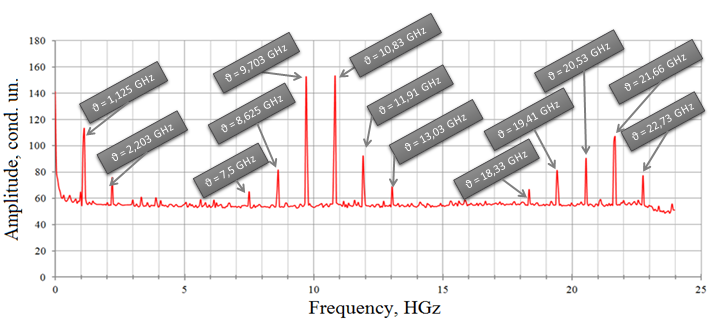 Amplitude, cond. un.
180
160
140
120
100
80
60
40
20
0
0
5
10
15
20
25
Frequency, HGz
ϑ = 1,125 GHz
ϑ = 2,203 GHz
ϑ = 7,5 GHz
ϑ = 8,625 GHz
ϑ = 9,703 GHz
ϑ = 10,83 GHz
ϑ = 11,91 GHz
ϑ = 13,03 GHz
ϑ = 18,33 GHz
ϑ = 19,41 GHz
ϑ = 20,53 GHz
ϑ = 21,66 GHz
ϑ = 22,73 GHz